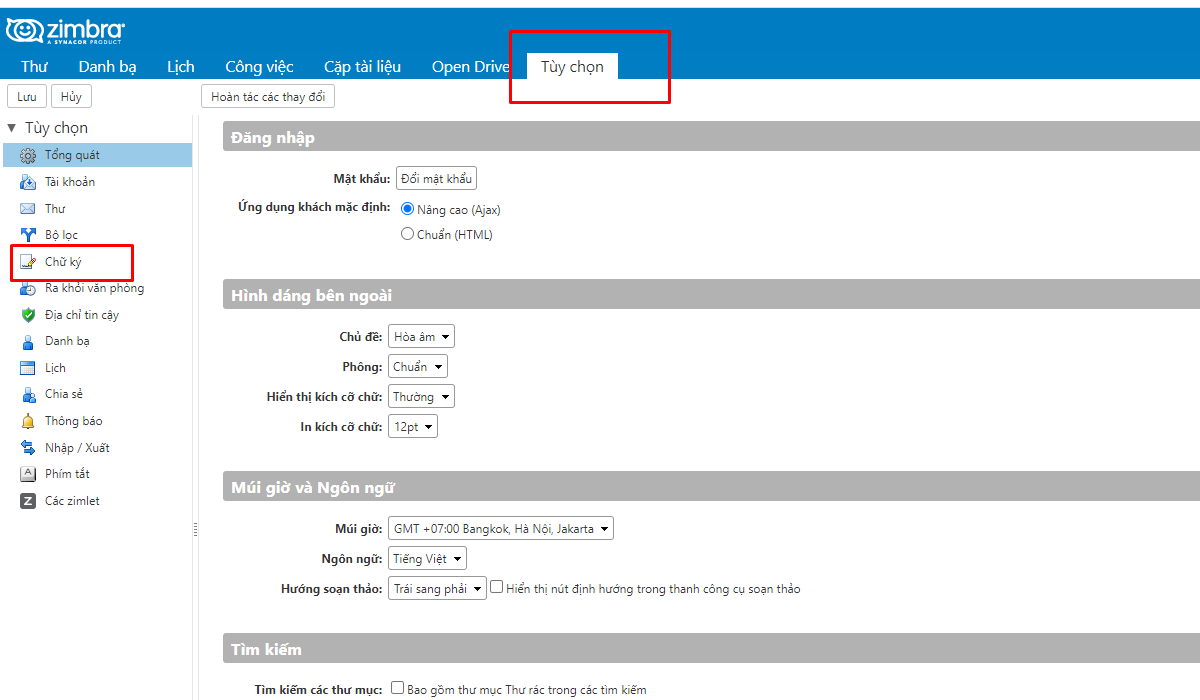 zimbra
A SYNACOR PRODUCT
Thư Danh bạ Lịch Công việc Cặp tài liệu Open Drive Tùy chọn
Lưu Hủy Hoàn tác các thay đổi
Tùy chọn
Tổng quát
Tài khoản
Thư
Bộ lọc
Chữ ký
Ra khỏi văn phòng
Địa chỉ tin cậy
Danh bạ
Lịch
Chia sẻ
Thông báo
Nhập / Xuất
Phím tắt
Các zimlet
Đăng nhập
Mật khẩu: Đổi mật khẩu
Ứng dụng khách mặc định: Nâng cao (Ajax)
Chuẩn (HTML)
Hình dáng bên ngoài
Chủ đề: Hòa âm
Phông: Chuẩn
Hiển thị kích cỡ chữ: Thường
In kích cỡ chữ: 12pt
Múi giờ và Ngôn ngữ
Múi giờ: GMT +07:00 Bangkok, Hà Nội, Jakarta
Ngôn ngữ: Tiếng Việt
Hướng soạn thảo: Trái sang phải Hiển thị nút định hướng trong thanh công cụ soạn thảo
Tìm kiếm
Tìm kiếm các thư mục: Bao gồm thư mục Thư rác trong các tìm kiếm